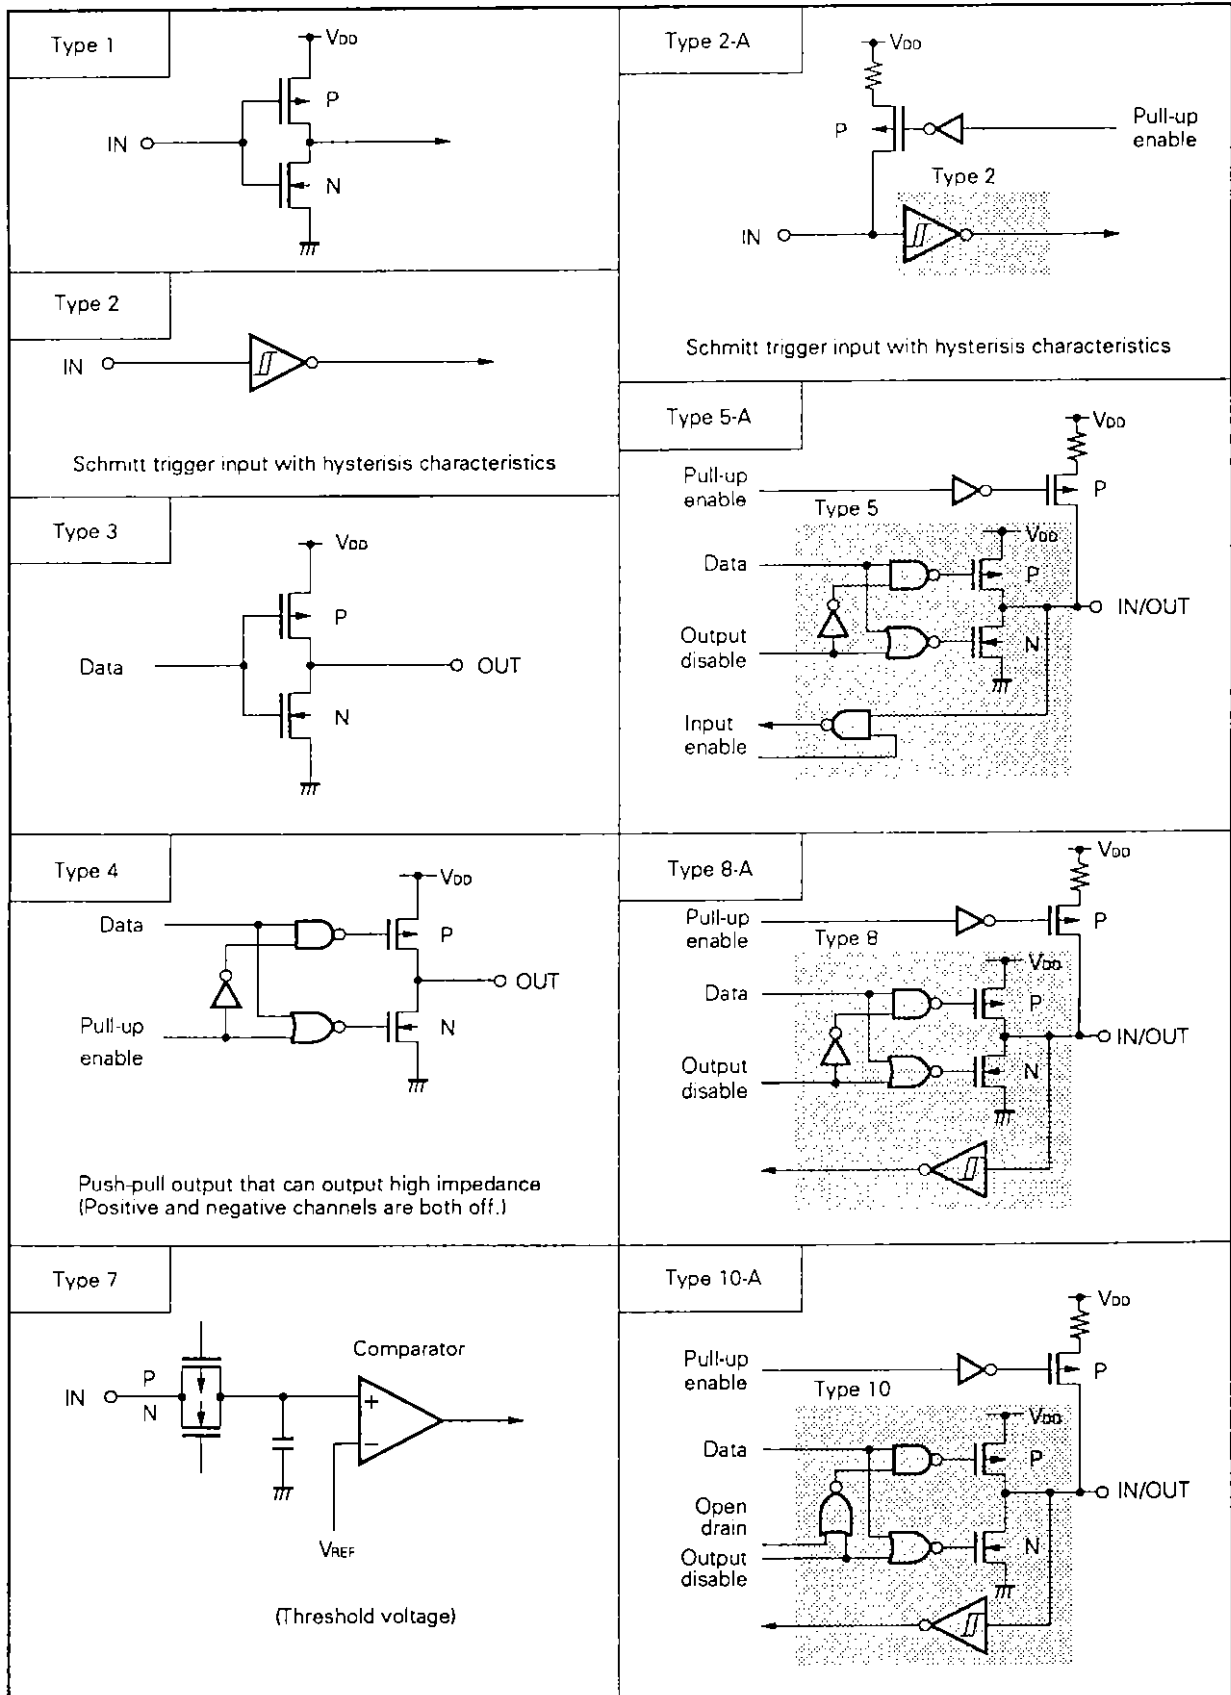 Type 1
VDD
P
IN
N
Type 2
IN
Schmitt trigger input with hysterisis characteristics
Type 3
VDD
P
Data
OUT
N
Type 4
VDD
Data
P
OUT
Pull-up
enable
N
Push-pull output that can output high impedance
(Positive and negative channels are both off.)
Type 7
Comparator
P
IN
N
+
−
VREF
(Threshold voltage)
Type 2-A
VDD
P
Pull-up
enable
Type 2
IN
Schmitt trigger input with hysterisis characteristics
Type 5-A
VDD
Pull-up
enable
P
Type 5
VDD
Data
P
IN/OUT
Output
disable
N
Input
enable
Type 8-A
VDD
Pull-up
enable
P
Type 8
VDD
Data
P
IN/OUT
Output
disable
N
Type 10-A
VDD
Pull-up
enable
P
Type 10
VDD
Data
P
IN/OUT
Open
drain
Output
disable
N